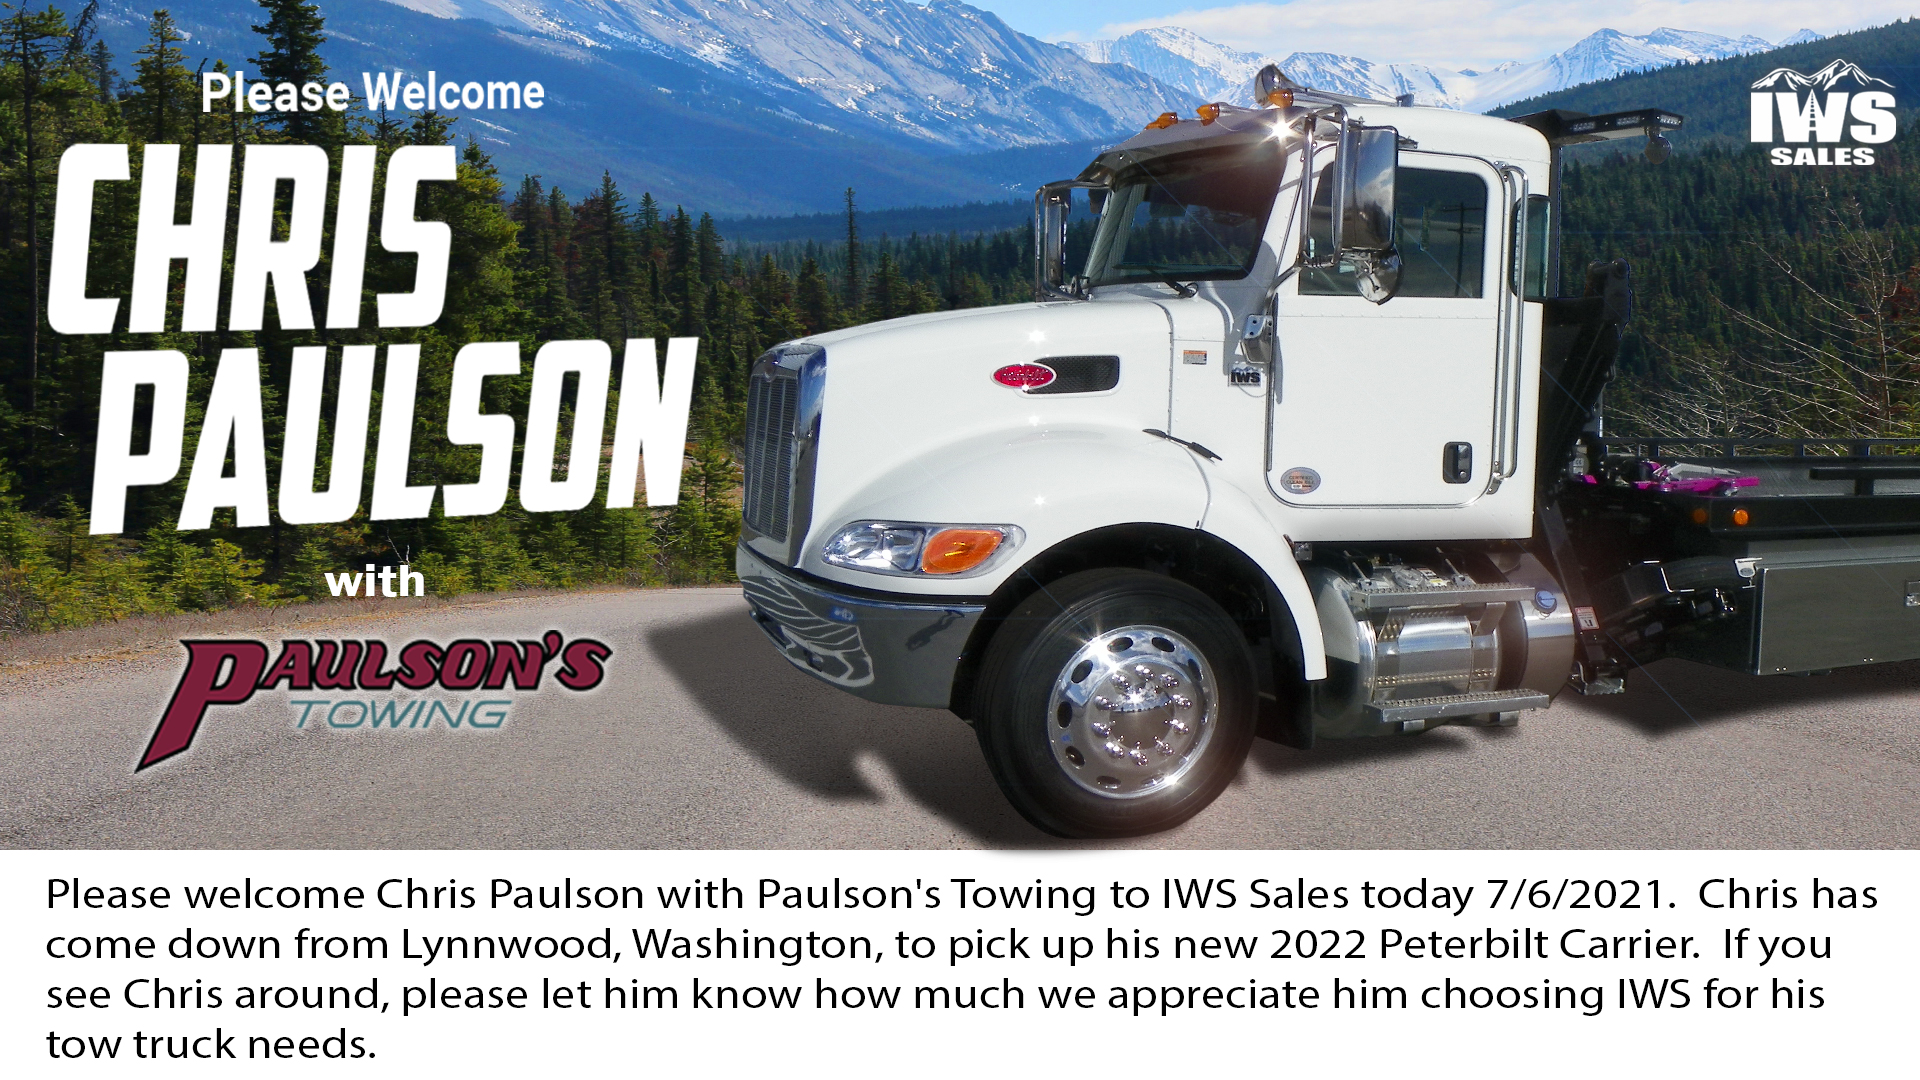 Please Welcome
CHRIS
PAULSON
with
PAULSON'S
TOWING
IWS
SALES
IWS
Please welcome Chris Paulson with Paulson's Towing to IWS Sales today 7/6/2021.  Chris has
come down from Lynnwood, Washington, to pick up his new 2022 Peterbilt Carrier.  If you
see Chris around, please let him know how much we appreciate him choosing IWS for his
tow truck needs.